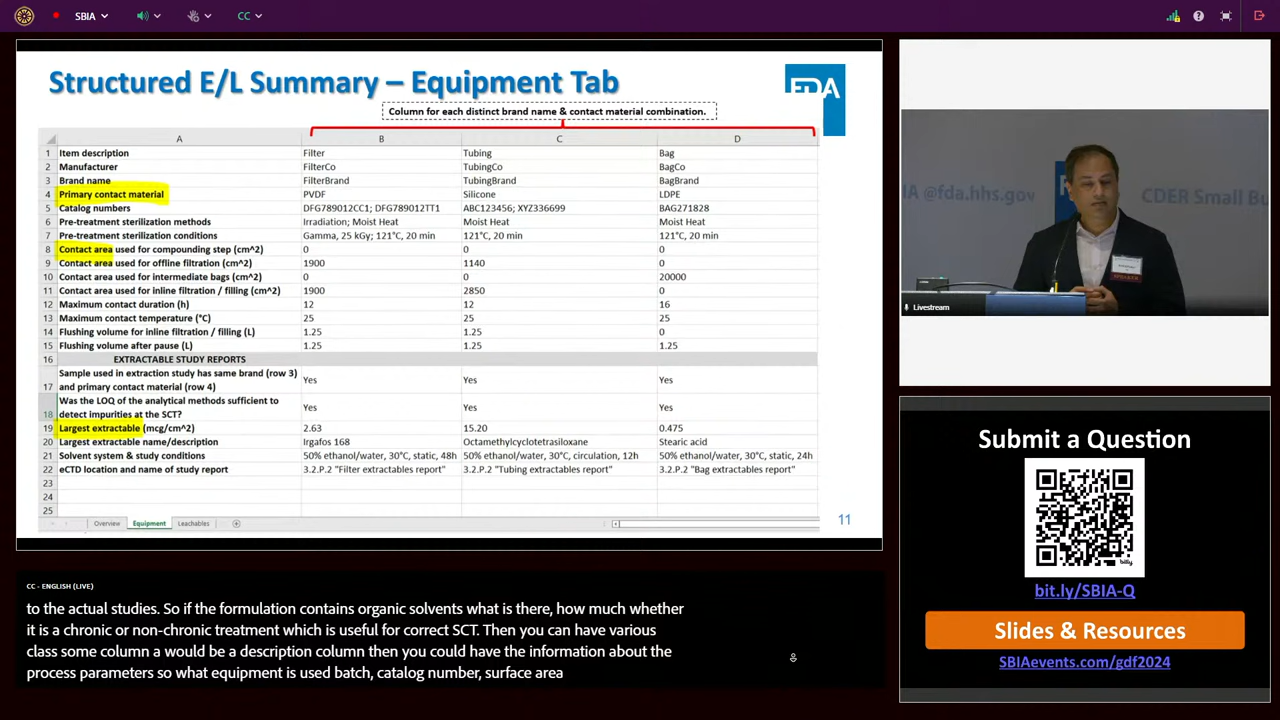 SBIA
CC
Structured E/L Summary – Equipment Tab
FDA
Column for each distinct brand name & contact material combination.
A B C D
1 Item description Filter Tubing Bag
2 Manufacturer FilterCo TubingCo BagCo
3 Brand name FilterBrand TubingBrand BagBrand
4 Primary contact material PVDF Silicone LDPE
5 Catalog numbers DFG789012CC1; DFG789012TT1 ABC123456; XYZ336699 BAG271828
6 Pre-treatment sterilization methods Irradiation; Moist Heat Moist Heat Moist Heat
7 Pre-treatment sterilization conditions Gamma, 25 kGy; 121°C, 20 min 121°C, 20 min 121°C, 20 min
8 Contact area used for compounding step (cm^2) 0 0 0
9 Contact area used for offline filtration (cm^2) 1900 1140 0
10 Contact area used for intermediate bags (cm^2) 0 0 20000
11 Contact area used for inline filtration / filling (cm^2) 1900 2850 0
12 Maximum contact duration (h) 12 12 16
13 Maximum contact temperature (°C) 25 25 25
14 Flushing volume for inline filtration / filling (L) 1.25 1.25 0
15 Flushing volume after pause (L) 1.25 1.25 1.25
16 EXTRACTABLE STUDY REPORTS
Sample used in extraction study has same brand (row 3)
17 and primary contact material (row 4) Yes Yes Yes
Was the LOQ of the analytical methods sufficient to
18 detect impurities at the SCT? Yes Yes Yes
19 Largest extractable (mcg/cm^2) 2.63 15.20 0.475
20 Largest extractable name/description Irgafos 168 Octamethylcyclotetrasiloxane Stearic acid
21 Solvent system & study conditions 50% ethanol/water, 30°C, static, 48h 50% ethanol/water, 30°C, circulation, 12h 50% ethanol/water, 30°C, static, 24h
22 eCTD location and name of study report 3.2.P.2 "Filter extractables report" 3.2.P.2 "Tubing extractables report" 3.2.P.2 "Bag extractables report"
23
24
25
Overview Equipment Leachables
11
IA @fda.hhs.gov
CDER Small Bu
Livestream
Submit a Question
bitly
bit.ly/SBIA-Q
Slides & Resources
SBIAevents.com/gdf2024
CC - ENGLISH (LIVE)
to the actual studies. So if the formulation contains organic solvents what is there, how much whether
it is a chronic or non-chronic treatment which is useful for correct SCT. Then you can have various
class some column a would be a description column then you could have the information about the
process parameters so what equipment is used batch, catalog number, surface area